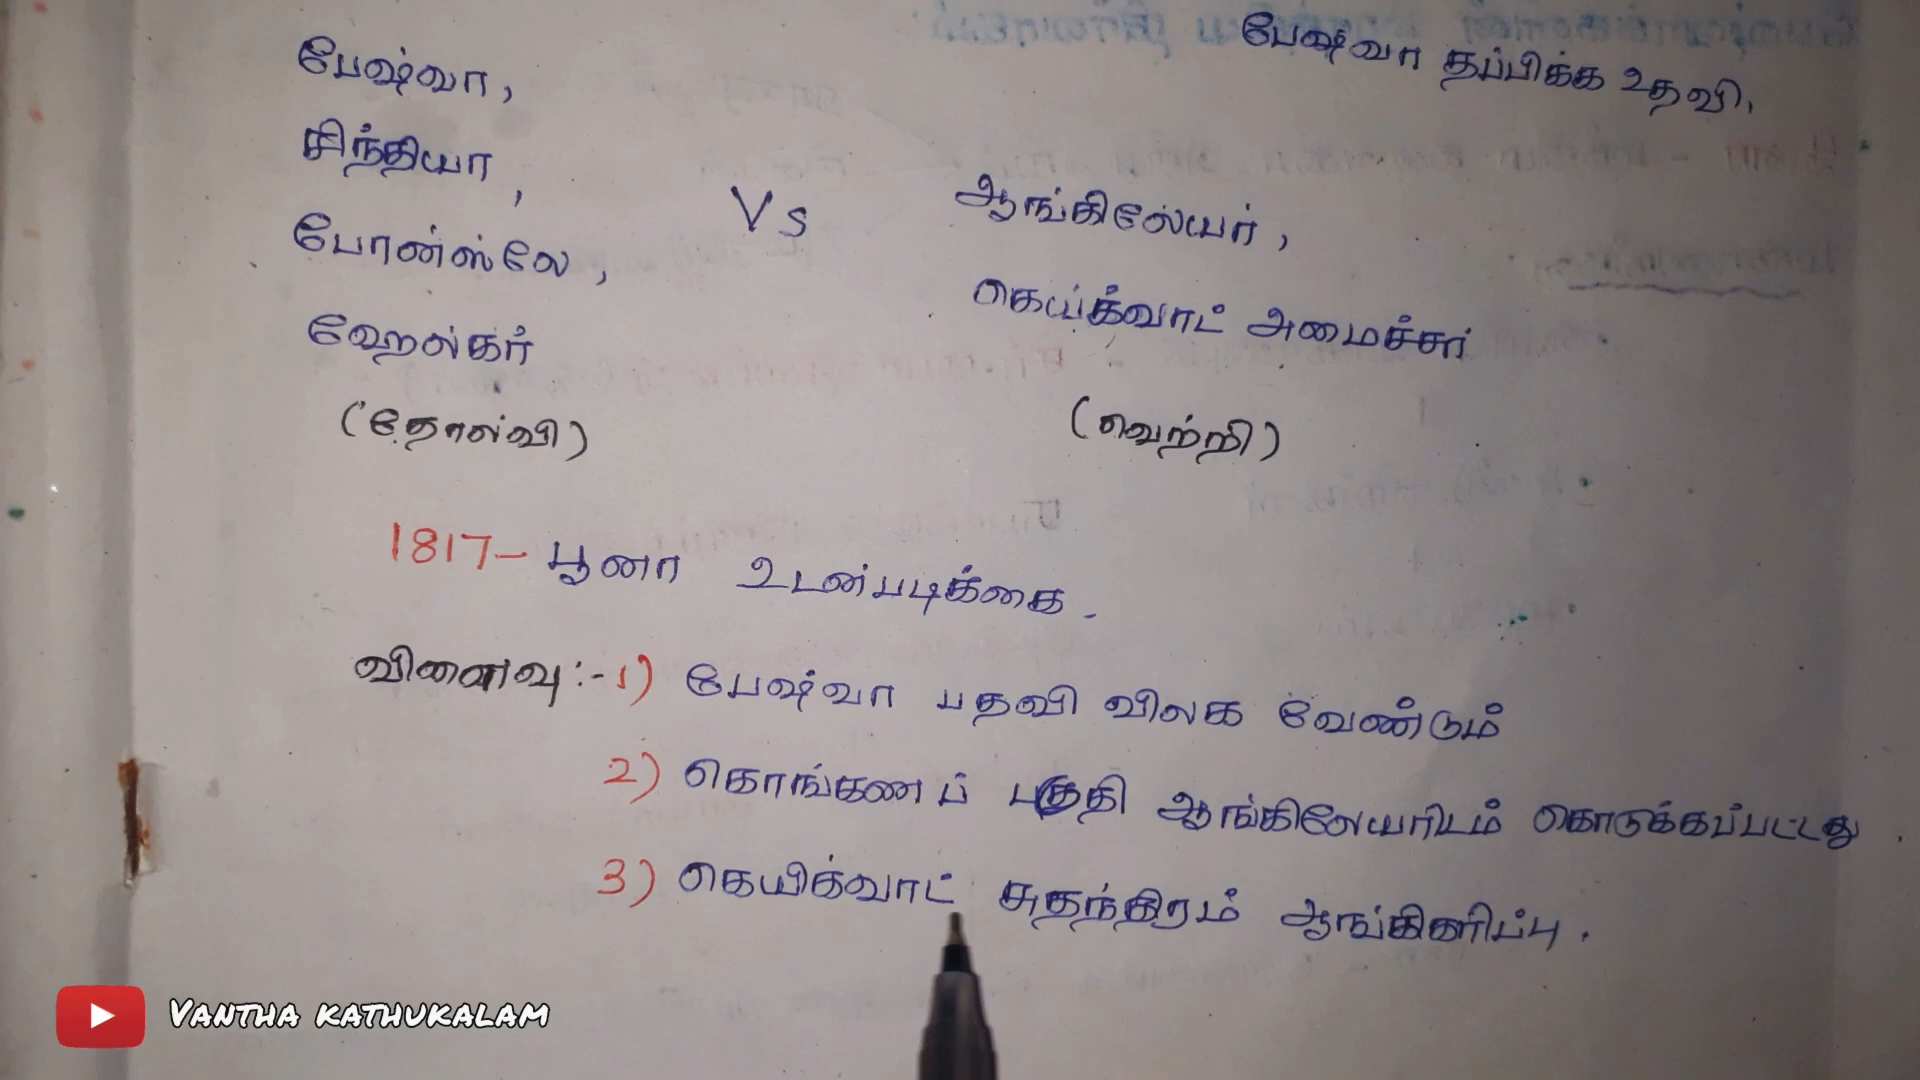 பேஷ்வா தப்பிக்க உதவி.
பேஷ்வா,
சிந்தியா,
போன்ஸ்லே,
ஹோல்கர்
(தோல்வி)
Vs
ஆங்கிலேயர்,
கெய்க்வாட் அமைச்சர்
(வெற்றி)
1817- பூனா உடன்படிக்கை.
விளைவு :- 1) பேஷ்வா பதவி விலக வேண்டும்
2) கொங்கணப் பகுதி ஆங்கிலேயரிடம் கொடுக்கப்பட்டது.
3) கெயிக்வாட் சுதந்திரம் ஆங்கிகரிப்பு.
VANTHA KATHUKALAM